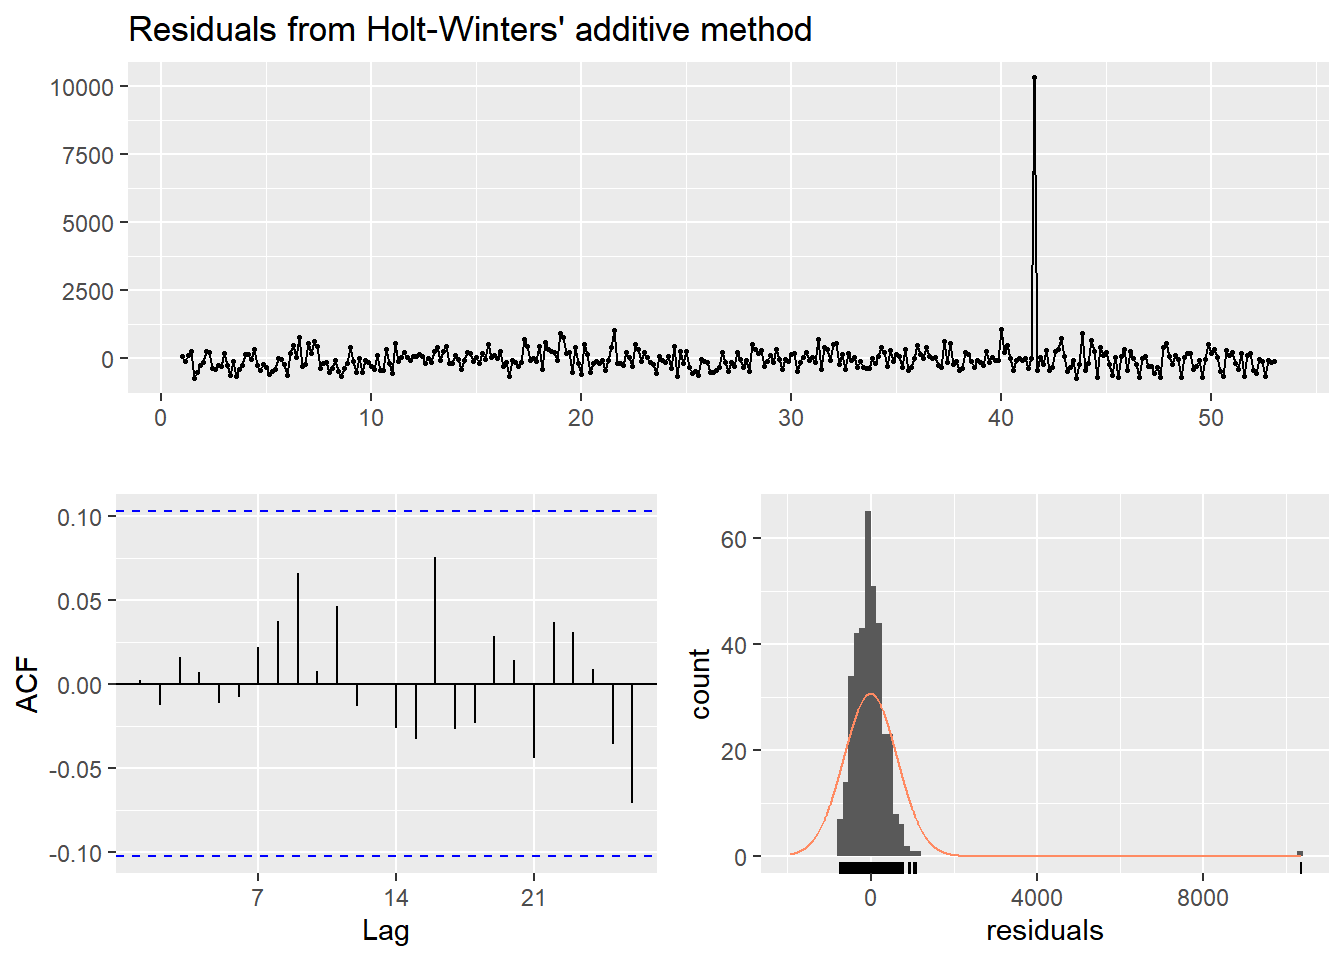 Residuals from Holt-Winters' additive method
10000
7500
5000
2500
0
0 10 20 30 40 50
ACF
0.10
0.05
0.00
-0.05
-0.10
7 14 21
Lag
count
60
40
20
0
0 4000 8000
residuals